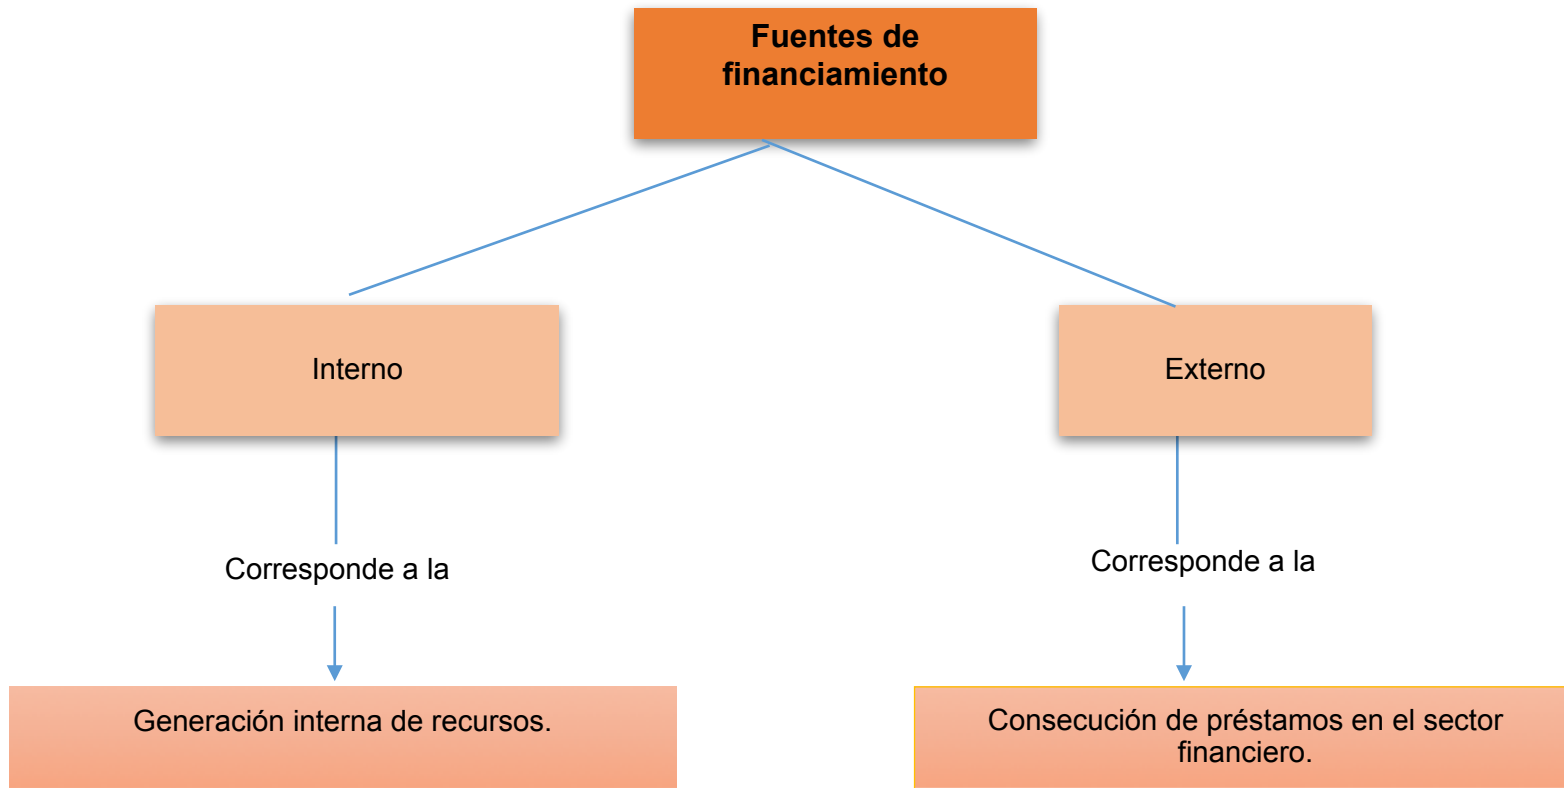 Fuentes de
financiamiento
Interno
Externo
Corresponde a la
Corresponde a la
Generación interna de recursos.
Consecución de préstamos en el sector
financiero.